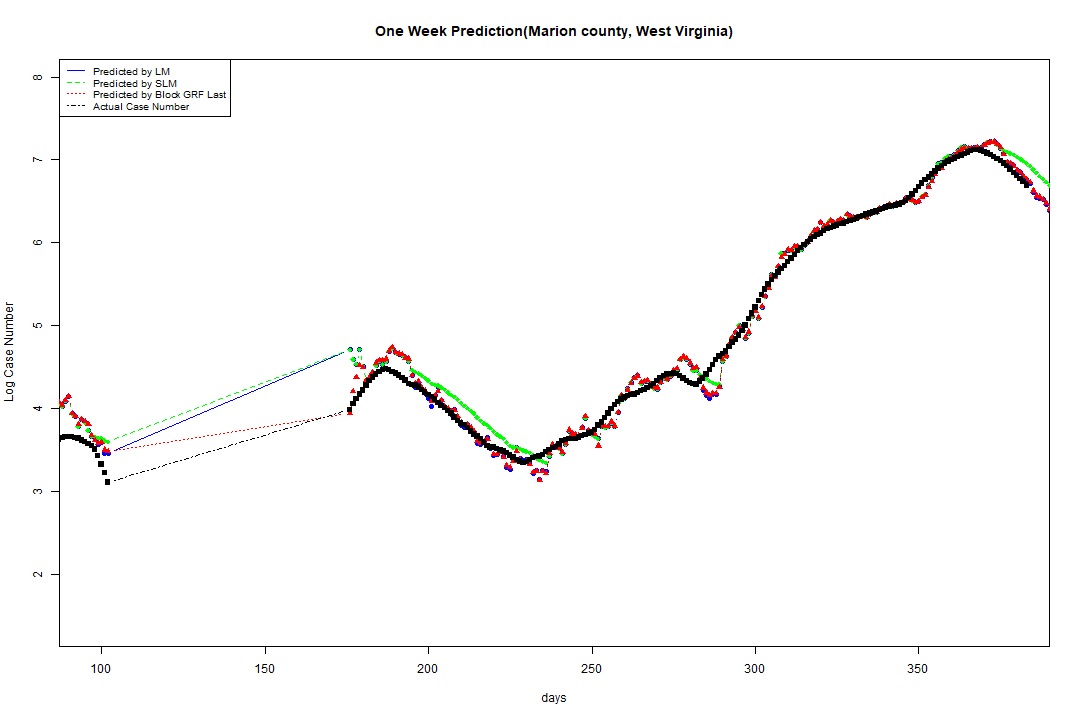 One Week Prediction(Marion county, West Virginia)
Predicted by LM
Predicted by SLM
Predicted by Block GRF Last
Actual Case Number
8
7
6
5
4
3
2
Log Case Number
100 150 200 250 300 350
days